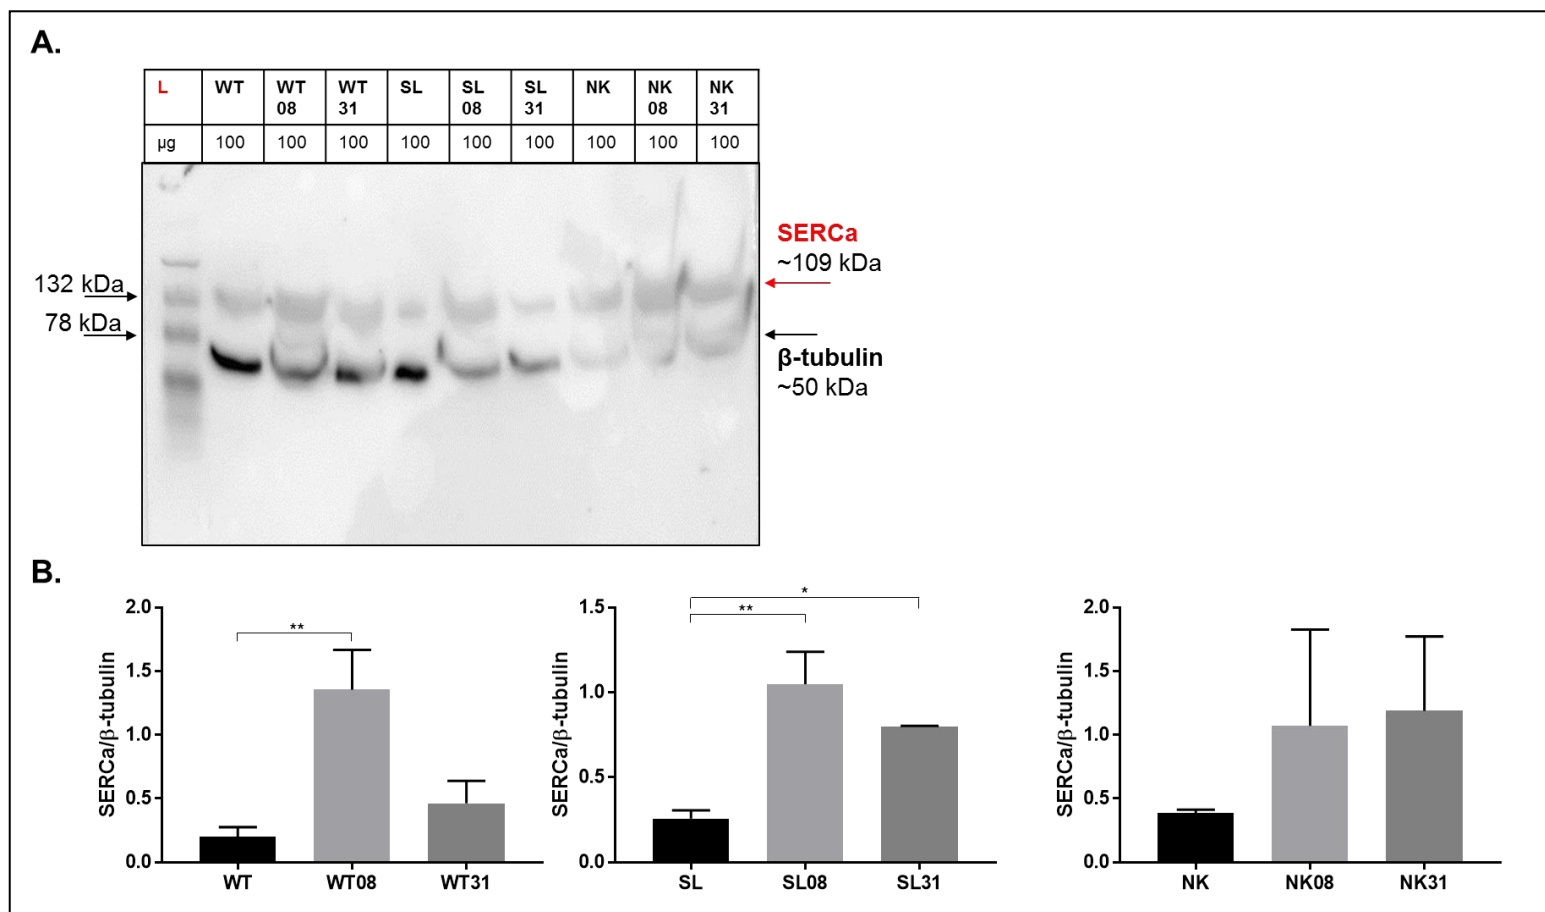 A.
L WT WT 08 WT 31 SL SL 08 SL 31 NK NK 08 NK 31
µg 100 100 100 100 100 100 100 100 100
SERCa
~109 kDa
132 kDa
78 kDa
β-tubulin
~50 kDa
B.
SERCa/β-tubulin
2.0
1.5
1.0
0.5
0.0
**
WT WT08 WT31
SERCa/β-tubulin
1.5
1.0
0.5
0.0
*
**
SL SL08 SL31
SERCa/β-tubulin
2.0
1.5
1.0
0.5
0.0
NK NK08 NK31